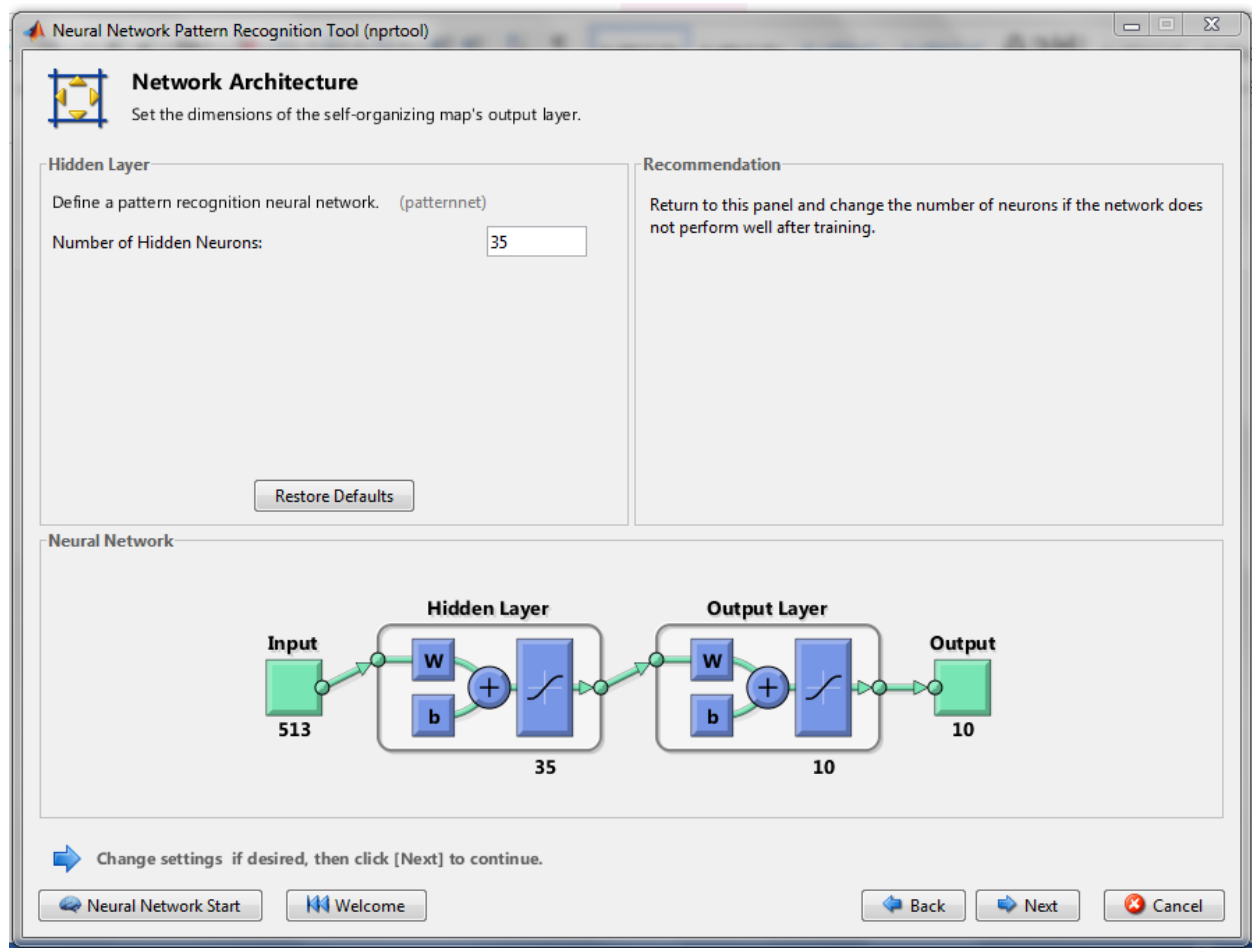 Neural Network Pattern Recognition Tool (nprtool)
Network Architecture
Set the dimensions of the self-organizing map's output layer.
Hidden Layer
Define a pattern recognition neural network. (patternnet)
Number of Hidden Neurons: 35
Restore Defaults
Recommendation
Return to this panel and change the number of neurons if the network does
not perform well after training.
Neural Network
Hidden Layer Output Layer
Input Output
W W
b b
513 10
35 10
Change settings if desired, then click [Next] to continue.
Neural Network Start Welcome Back Next Cancel